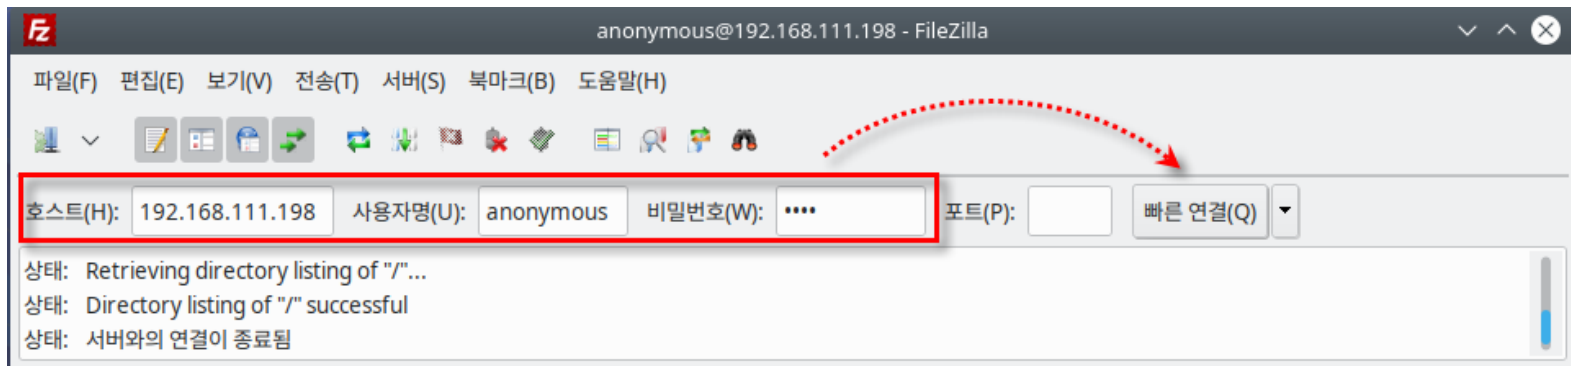 anonymous@192.168.111.198 - FileZilla
파일(F) 편집(E) 보기(V) 전송(T) 서버(S) 북마크(B) 도움말(H)
호스트(H): 192.168.111.198 사용자명(U): anonymous 비밀번호(W): •••• 포트(P): 빠른 연결(Q)
상태: Retrieving directory listing of "/"...
상태: Directory listing of "/" successful
상태: 서버와의 연결이 종료됨